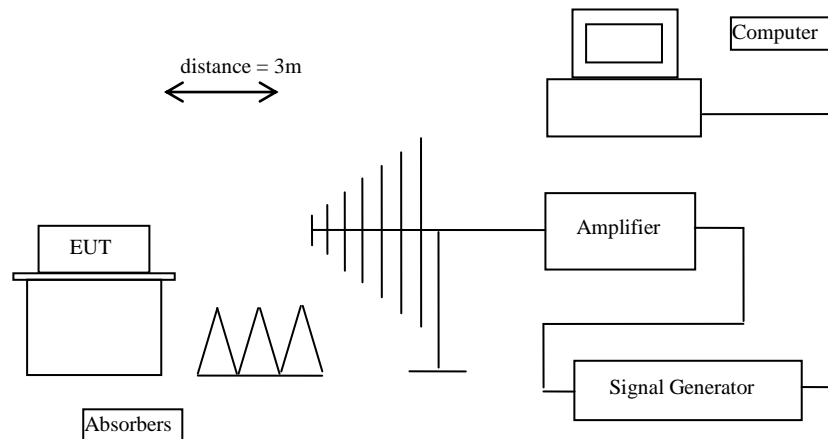 Computer
distance = 3m
EUT
Amplifier
Signal Generator
Absorbers